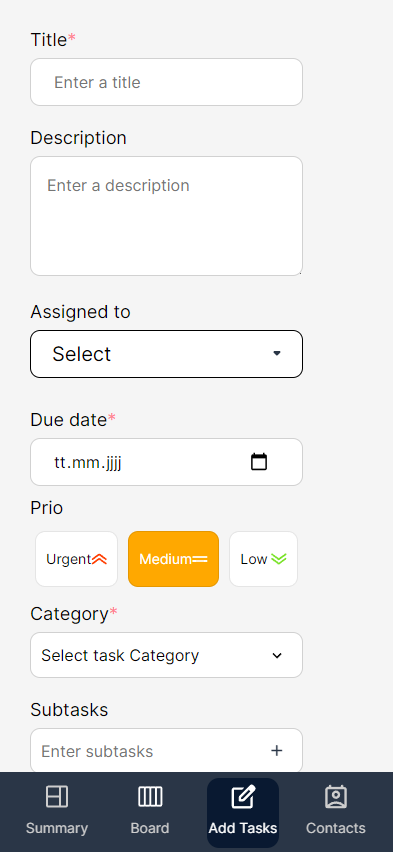 Title*
Enter a title
Description
Enter a description
Assigned to
Select
Due date*
tt.mm.jjjj
Prio
Urgent Medium Low
Category*
Select task Category
Subtasks
Enter subtasks +
Summary Board Add Tasks Contacts